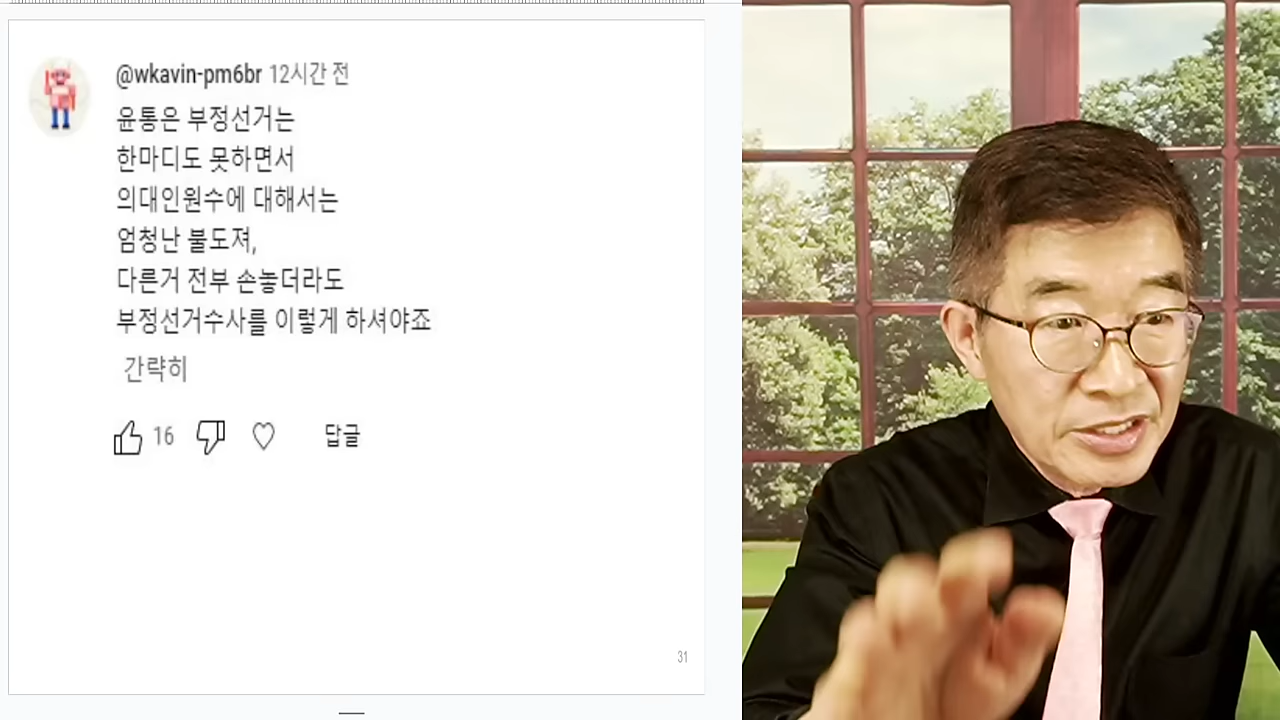 @wkavin-pm6br 12시간 전
윤통은 부정선거는
한마디도 못하면서
의대인원수에 대해서는
엄청난 불도져,
다른거 전부 손놓더라도
부정선거수사를 이렇게 하셔야죠
간략히
16 답글
31